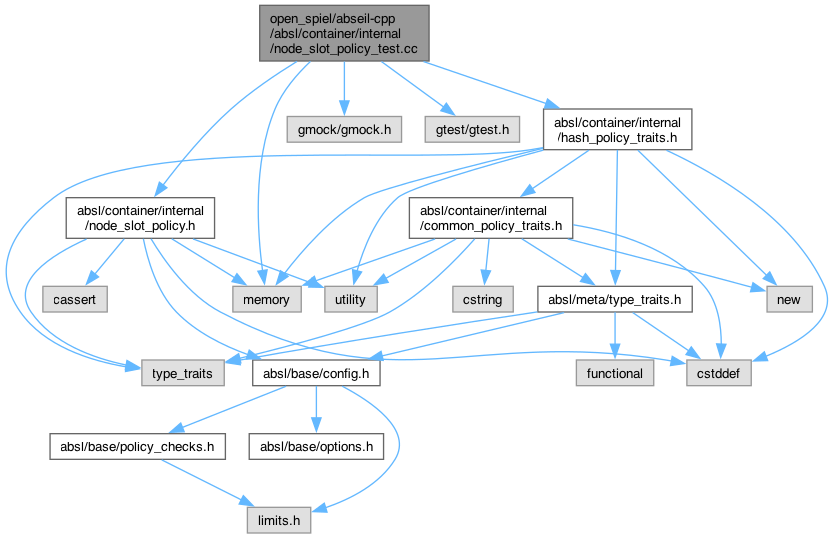 open_spiel/abseil-cpp
/absl/container/internal
/node_slot_policy_test.cc
gmock/gmock.h
gtest/gtest.h
absl/container/internal
/hash_policy_traits.h
absl/container/internal
/node_slot_policy.h
absl/container/internal
/common_policy_traits.h
cassert
memory
utility
cstring
absl/meta/type_traits.h
new
type_traits
absl/base/config.h
functional
cstddef
absl/base/policy_checks.h
absl/base/options.h
limits.h